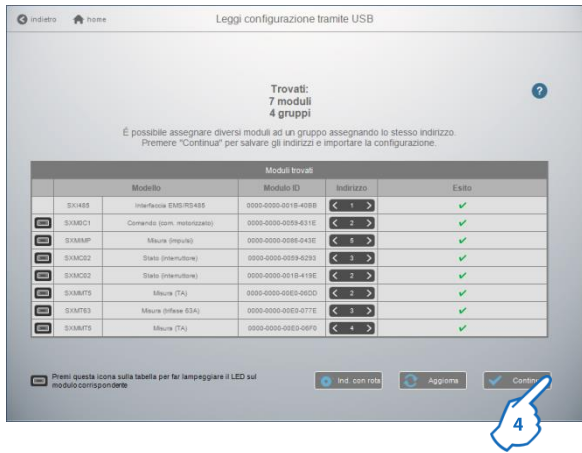 indietro home Leggi configurazione tramite USB
Trovati:
7 moduli
4 gruppi
?
È possibile assegnare diversi moduli ad un gruppo assegnando lo stesso indirizzo.
Premere "Continua" per salvare gli indirizzi e importare la configurazione.
Moduli trovati
Modello Modulo ID Indirizzo Esito
SXI485 Interfaccia EMS/RS485 0000-0000-001B-40BB 1
SXM0C1 Comando (com. motorizzato) 0000-0000-0059-631E 2
SXMIMP Misura (impulsi) 0000-0000-0086-043E 5
SXMC02 Stato (interruttore) 0000-0000-0059-6293 3
SXMC02 Stato (interruttore) 0000-0000-001B-419E 2
SXMMT5 Misura (TA) 0000-0000-00E0-06DD 2
SXMT63 Misura (trifase 63A) 0000-0000-00E0-077E 3
SXMMT5 Misura (TA) 0000-0000-00E0-06F0 4
Premi questa icona sulla tabella per far lampeggiare il LED sul
modulo corrispondente
Ind. con rota Aggiorna Contin
4